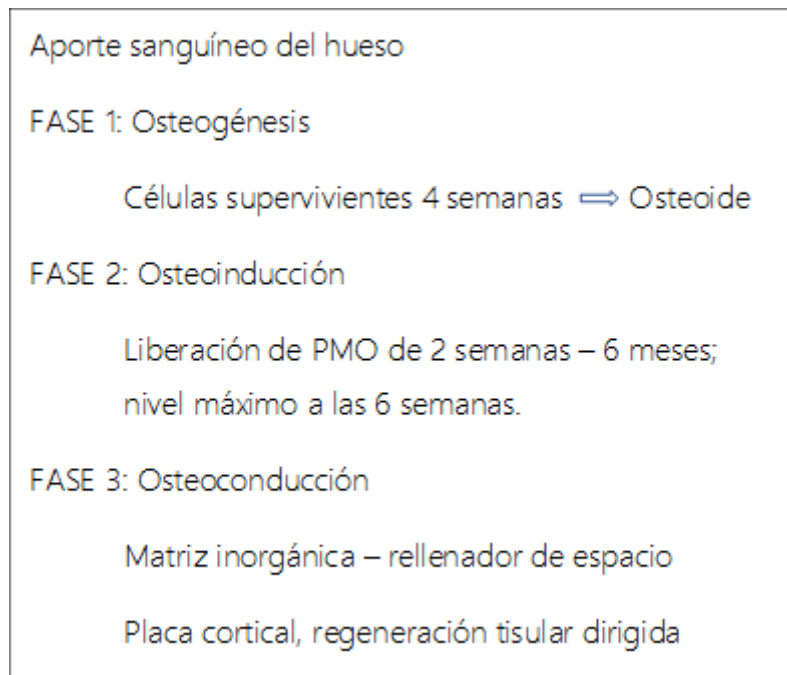 Aporte sanguíneo del hueso
FASE 1: Osteogénesis
Células supervivientes 4 semanas ⇒ Osteoide
FASE 2: Osteoinducción
Liberación de PMO de 2 semanas – 6 meses;
nivel máximo a las 6 semanas.
FASE 3: Osteoconducción
Matriz inorgánica – rellenador de espacio
Placa cortical, regeneración tisular dirigida